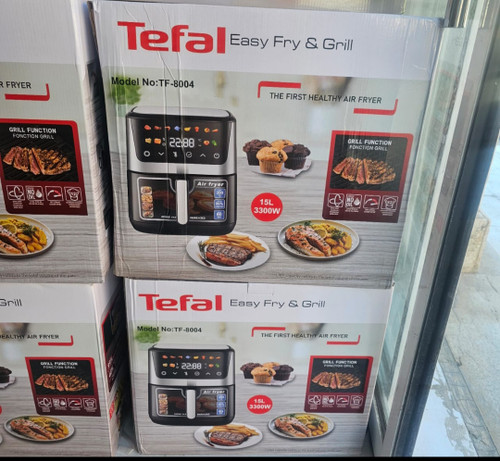 Tefal Easy Fry & Grill
Model No:TF-8004
R FRYER
THE FIRST HEALTHY AIR FRYER
GRILL FUNCTION
FONCTION GRILL
GRILL FUNCTION
FONCTION GRILL
22:88
Air fryer
15L
3300W
Tefal Easy Fry & Grill
Grill
Model No:TF-8004
THE FIRST HEALTHY AIR FRYER
HEALTHY AIR FRYER
GRILL FUNCTION
FONCTION GRILL
GRILL FUNCTION
FONCTION GRILL
22:88
15L
3300W